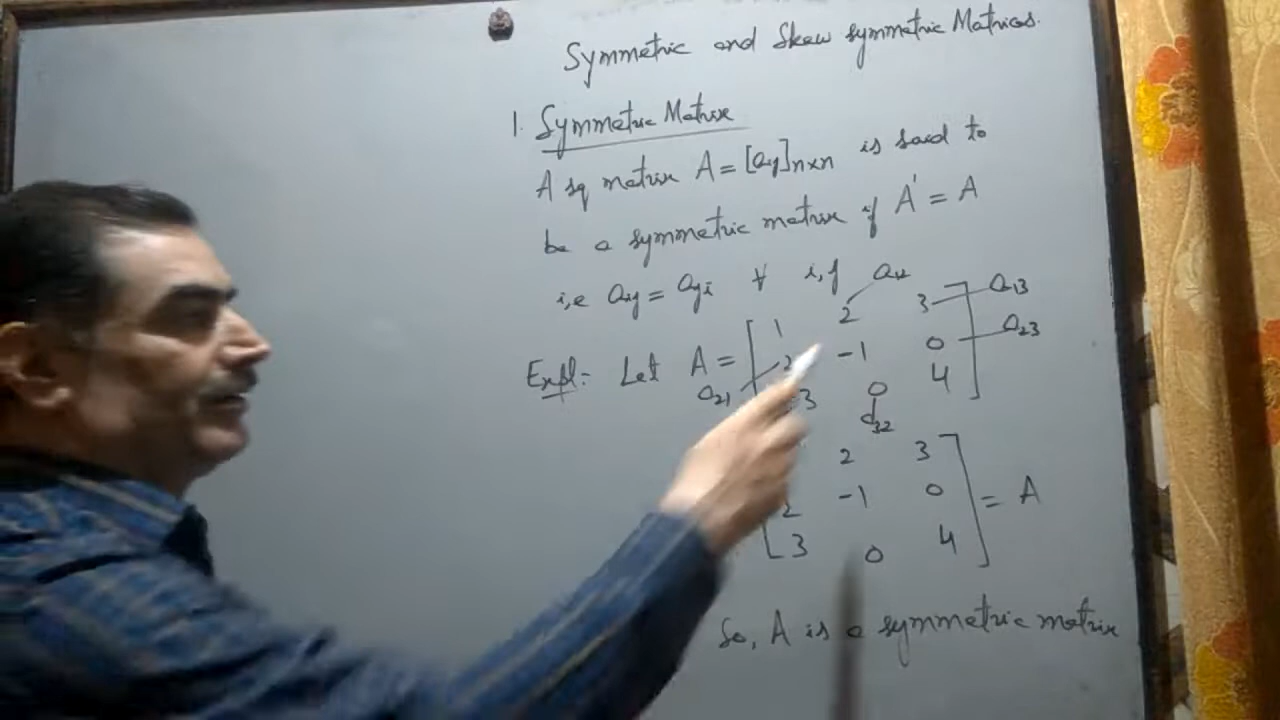 Symmetric and Skew symmetric Matrices.
1. Symmetric Matrix
A sq matrix A = [aij]n×n is said to
be a symmetric matrix if A' = A
i,e aij = aji ∀ i,j
a12
a13
Expl:- Let A = [ 1 2 3
2 -1 0
3 0 4 ]
a23
a21
a32
2 3
2 -1 0 ] = A
3 0 4
So, A is a symmetric matrix